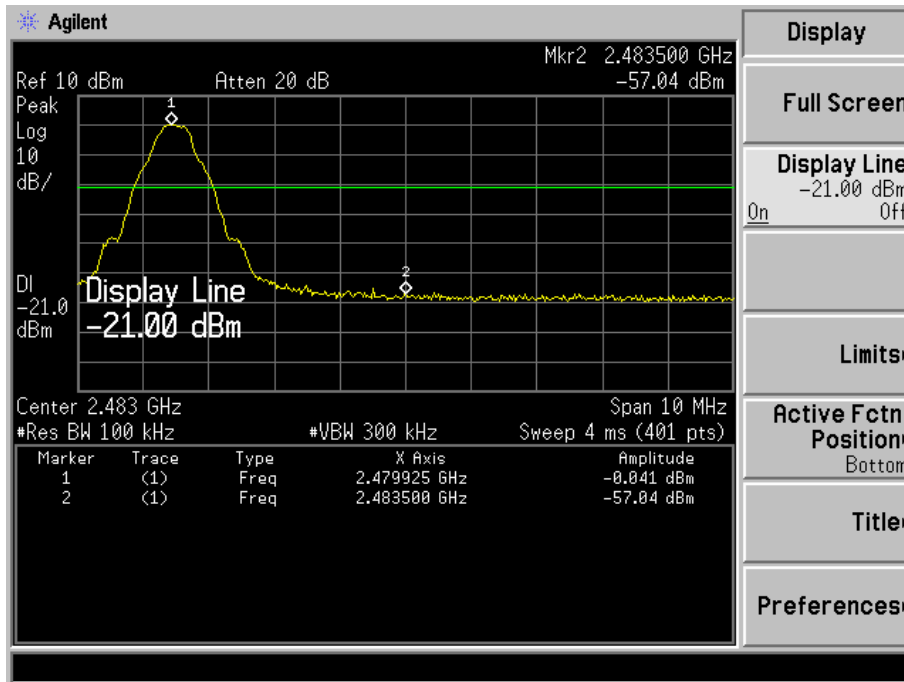 Agilent
Mkr2 2.483500 GHz
Ref 10 dBm Atten 20 dB -57.04 dBm
Peak
Log
10
dB/
1
2
DI
-21.0
dBm
Display Line
-21.00 dBm
Center 2.483 GHz Span 10 MHz
#Res BW 100 kHz #VBW 300 kHz Sweep 4 ms (401 pts)
Marker Trace Type X Axis Amplitude
1 (1) Freq 2.479925 GHz -0.041 dBm
2 (1) Freq 2.483500 GHz -57.04 dBm
Display
Full Screen
Display Line
-21.00 dBm
On Off
Limits
Active Fctn
Position
Bottom
Title
Preferences